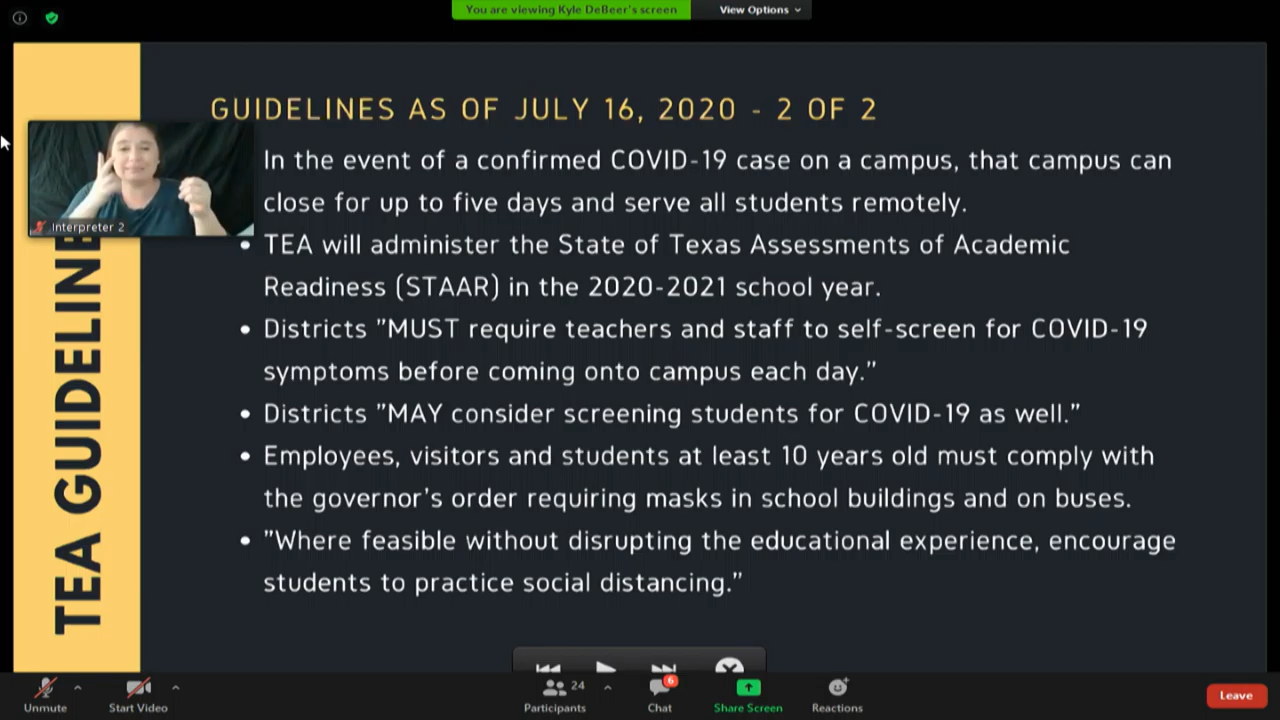 You are viewing Kyle DeBeer's screen
View Options
GUIDELINES AS OF JULY 16, 2020 - 2 OF 2
In the event of a confirmed COVID-19 case on a campus, that campus can
close for up to five days and serve all students remotely.
Interpreter 2
• TEA will administer the State of Texas Assessments of Academic
Readiness (STAAR) in the 2020-2021 school year.
• Districts "MUST require teachers and staff to self-screen for COVID-19
symptoms before coming onto campus each day."
• Districts "MAY consider screening students for COVID-19 as well."
• Employees, visitors and students at least 10 years old must comply with
the governor's order requiring masks in school buildings and on buses.
• "Where feasible without disrupting the educational experience, encourage
students to practice social distancing."
TEA GUIDELINE
Unmute
Start Video
24
Participants
6
Chat
Share Screen
Reactions
Leave